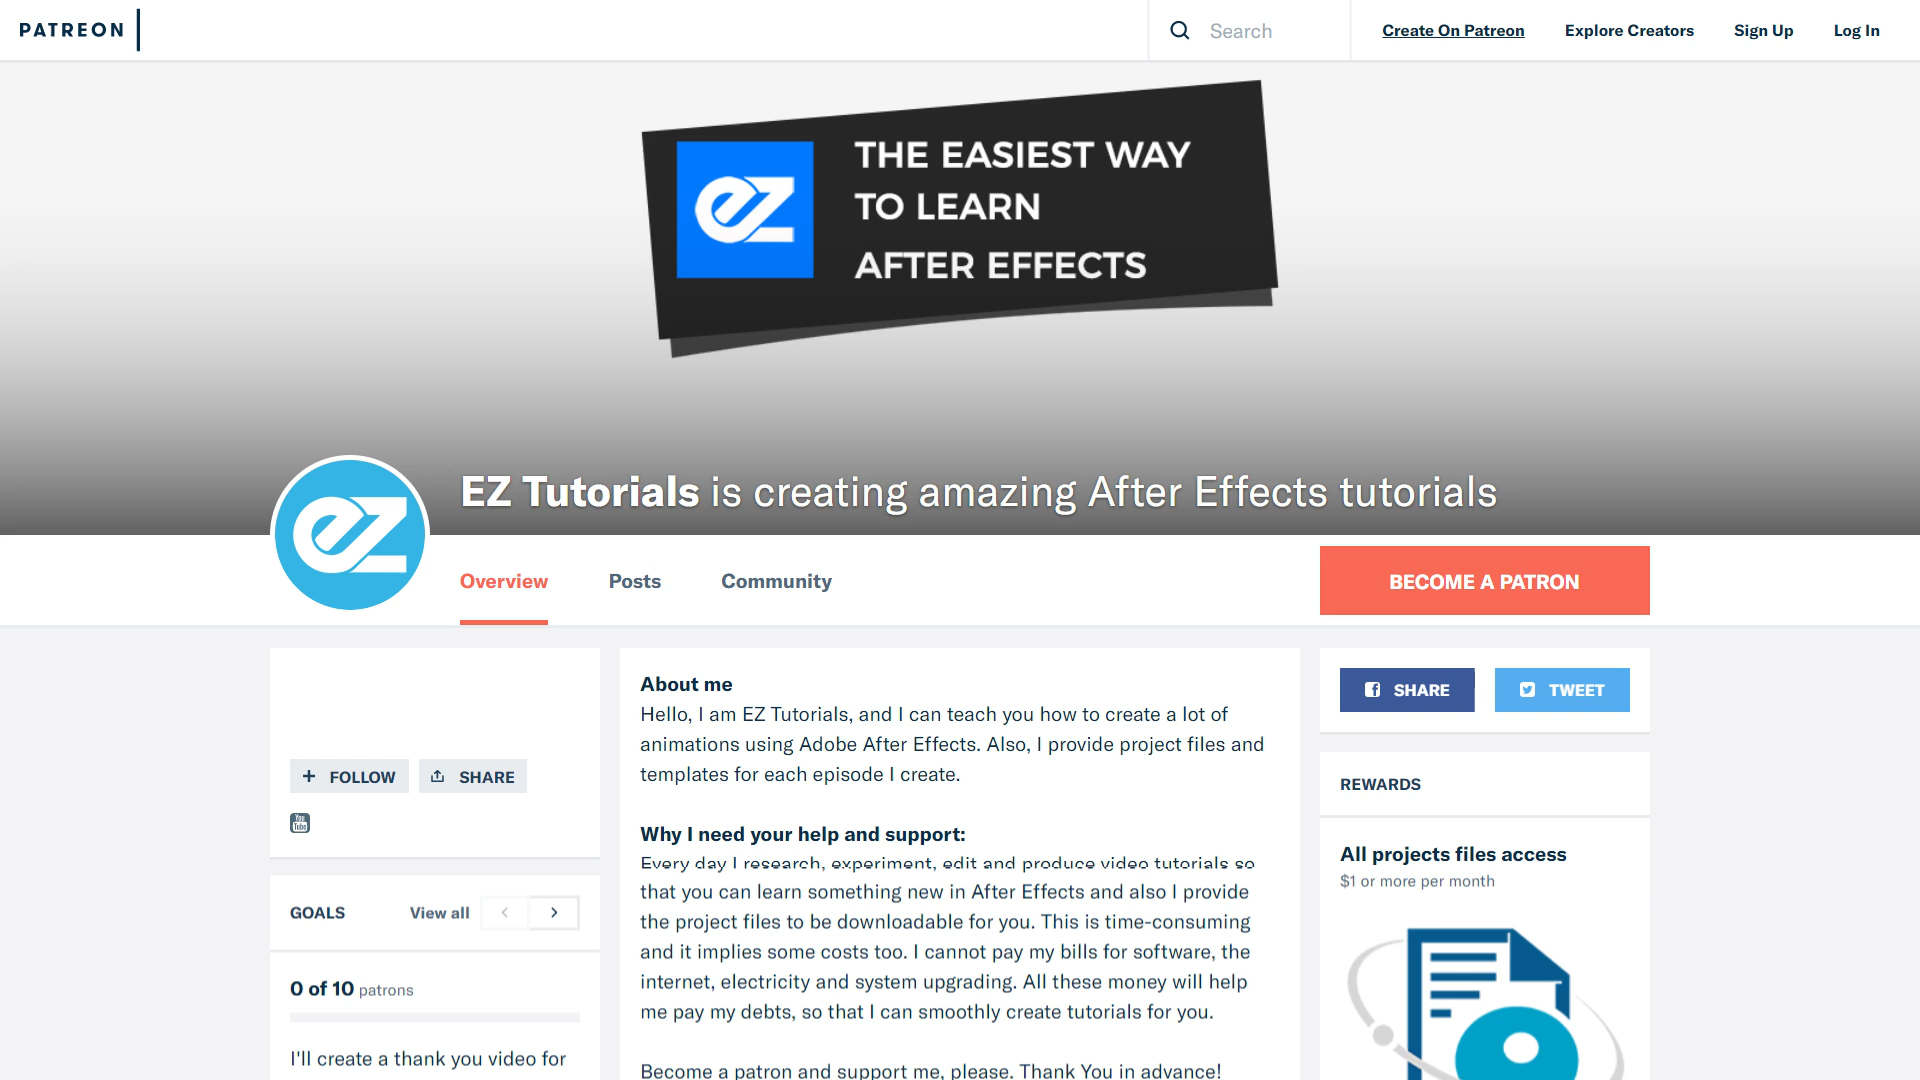 PATREON
Search
Create On Patreon
Explore Creators
Sign Up
Log In
ez
THE EASIEST WAY
TO LEARN
AFTER EFFECTS
ez
EZ Tutorials is creating amazing After Effects tutorials
Overview
Posts
Community
BECOME A PATRON
FOLLOW
SHARE
You
Tube
GOALS
View all
0 of 10 patrons
I'll create a thank you video for
About me
Hello, I am EZ Tutorials, and I can teach you how to create a lot of
animations using Adobe After Effects. Also, I provide project files and
templates for each episode I create.
Why I need your help and support:
Every day I research, experiment, edit and produce video tutorials so
that you can learn something new in After Effects and also I provide
the project files to be downloadable for you. This is time-consuming
and it implies some costs too. I cannot pay my bills for software, the
internet, electricity and system upgrading. All these money will help
me pay my debts, so that I can smoothly create tutorials for you.
Become a patron and support me, please. Thank You in advance!
SHARE
TWEET
REWARDS
All projects files access
$1 or more per month